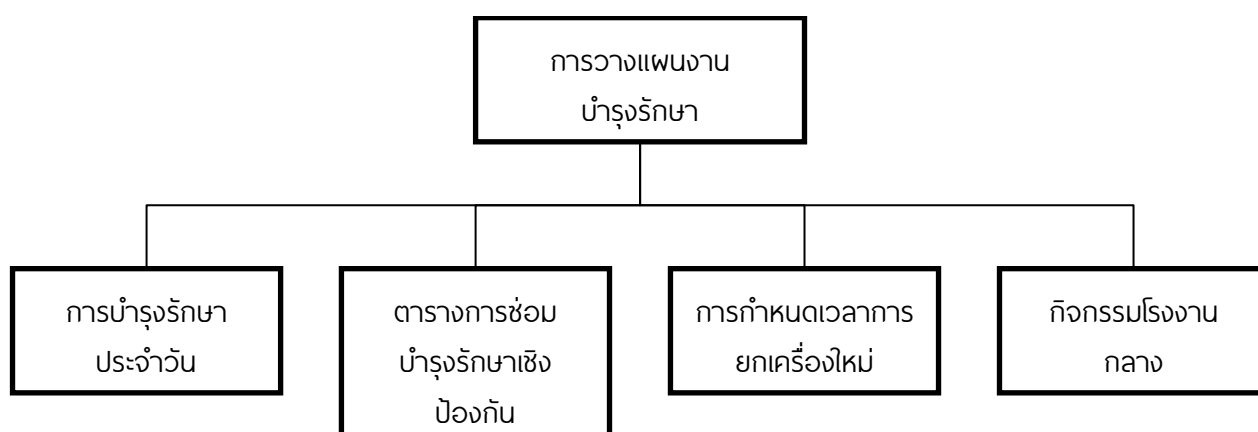 การวางแผนงาน
บำรุงรักษา
การบำรุงรักษา
ประจำวัน
ตารางการซ่อม
บำรุงรักษาเชิง
ป้องกัน
การกำหนดเวลาการ
ยกเครื่องใหม่
กิจกรรมโรงงาน
กลาง